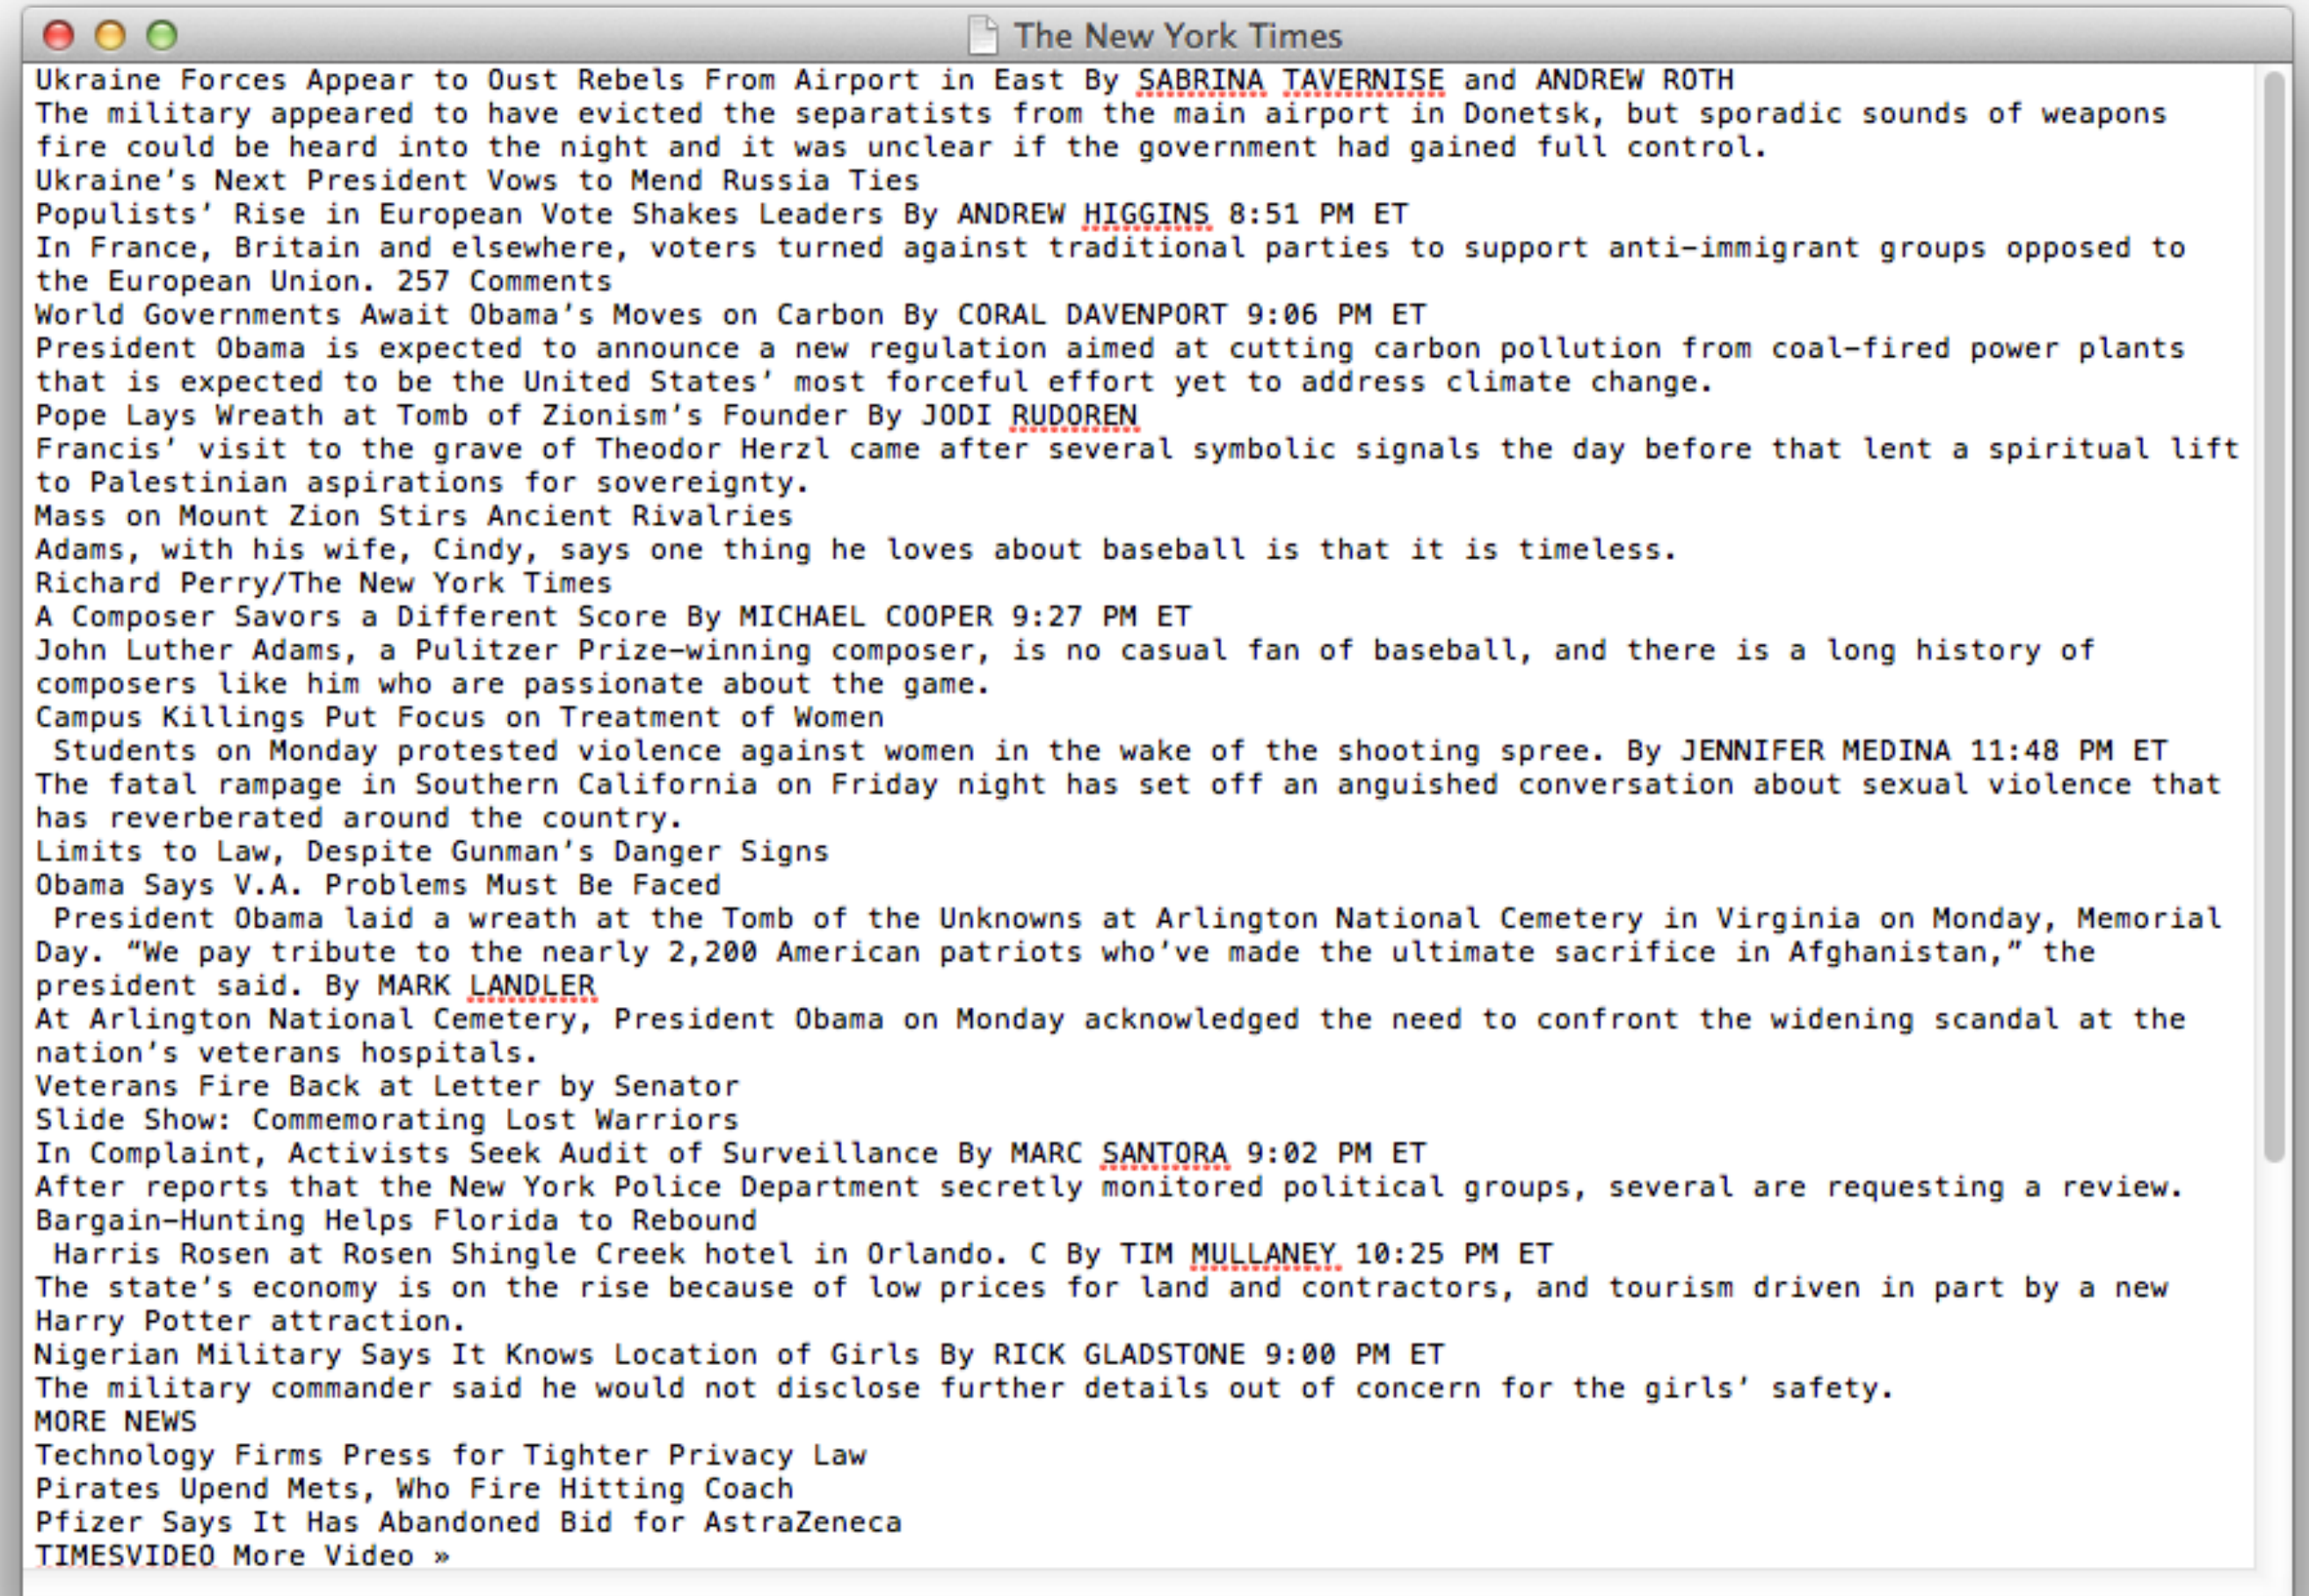 The New York Times
Ukraine Forces Appear to Oust Rebels From Airport in East By SABRINA TAVERNISE and ANDREW ROTH
The military appeared to have evicted the separatists from the main airport in Donetsk, but sporadic sounds of weapons
fire could be heard into the night and it was unclear if the government had gained full control.
Ukraine’s Next President Vows to Mend Russia Ties
Populists’ Rise in European Vote Shakes Leaders By ANDREW HIGGINS 8:51 PM ET
In France, Britain and elsewhere, voters turned against traditional parties to support anti-immigrant groups opposed to
the European Union. 257 Comments
World Governments Await Obama’s Moves on Carbon By CORAL DAVENPORT 9:06 PM ET
President Obama is expected to announce a new regulation aimed at cutting carbon pollution from coal-fired power plants
that is expected to be the United States’ most forceful effort yet to address climate change.
Pope Lays Wreath at Tomb of Zionism’s Founder By JODI RUDOREN
Francis’ visit to the grave of Theodor Herzl came after several symbolic signals the day before that lent a spiritual lift
to Palestinian aspirations for sovereignty.
Mass on Mount Zion Stirs Ancient Rivalries
Adams, with his wife, Cindy, says one thing he loves about baseball is that it is timeless.
Richard Perry/The New York Times
A Composer Savors a Different Score By MICHAEL COOPER 9:27 PM ET
John Luther Adams, a Pulitzer Prize-winning composer, is no casual fan of baseball, and there is a long history of
composers like him who are passionate about the game.
Campus Killings Put Focus on Treatment of Women
Students on Monday protested violence against women in the wake of the shooting spree. By JENNIFER MEDINA 11:48 PM ET
The fatal rampage in Southern California on Friday night has set off an anguished conversation about sexual violence that
has reverberated around the country.
Limits to Law, Despite Gunman’s Danger Signs
Obama Says V.A. Problems Must Be Faced
President Obama laid a wreath at the Tomb of the Unknowns at Arlington National Cemetery in Virginia on Monday, Memorial
Day. “We pay tribute to the nearly 2,200 American patriots who’ve made the ultimate sacrifice in Afghanistan,” the
president said. By MARK LANDLER
At Arlington National Cemetery, President Obama on Monday acknowledged the need to confront the widening scandal at the
nation’s veterans hospitals.
Veterans Fire Back at Letter by Senator
Slide Show: Commemorating Lost Warriors
In Complaint, Activists Seek Audit of Surveillance By MARC SANTORA 9:02 PM ET
After reports that the New York Police Department secretly monitored political groups, several are requesting a review.
Bargain-Hunting Helps Florida to Rebound
Harris Rosen at Rosen Shingle Creek hotel in Orlando. C By TIM MULLANEY 10:25 PM ET
The state’s economy is on the rise because of low prices for land and contractors, and tourism driven in part by a new
Harry Potter attraction.
Nigerian Military Says It Knows Location of Girls By RICK GLADSTONE 9:00 PM ET
The military commander said he would not disclose further details out of concern for the girls’ safety.
MORE NEWS
Technology Firms Press for Tighter Privacy Law
Pirates Upend Mets, Who Fire Hitting Coach
Pfizer Says It Has Abandoned Bid for AstraZeneca
TIMESVIDEO More Video »